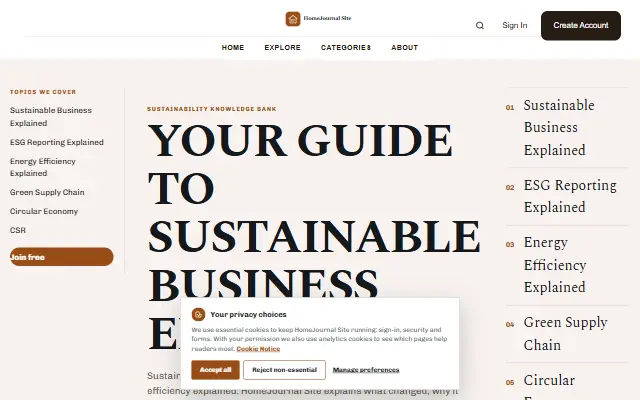 HomeJournal Site
Sign In
Create Account
HOME
EXPLORE
CATEGORIES
ABOUT
TOPICS WE COVER
Sustainable Business
Explained
ESG Reporting Explained
Energy Efficiency
Explained
Green Supply Chain
Circular Economy
CSR
Join free
SUSTAINABILITY KNOWLEDGE BANK
YOUR GUIDE
TO
SUSTAINABLE
BUSINESS
01 Sustainable
Business
Explained
02 ESG Reporting
Explained
03 Energy
Efficiency
Explained
04 Green Supply
Chain
05 Circular
Your privacy choices
We use essential cookies to keep HomeJournal Site running: sign-in, security and
forms. With your permission we also use analytics cookies to see which pages help
readers most. Cookie Notice
Accept all
Reject non-essential
Manage preferences
efficiency explained. HomeJournal Site explains what changed, why it